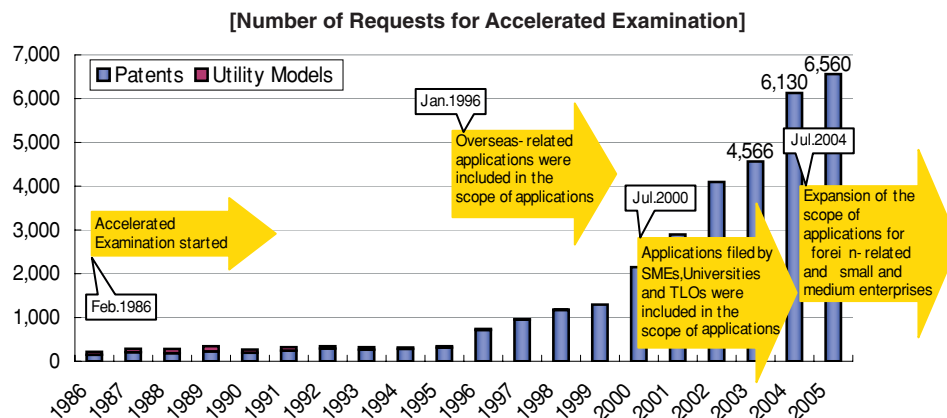 [Number of Requests for Accelerated Examination]
7,000
6,000
5,000
4,000
3,000
2,000
1,000
0
Patents
Utility Models
Accelerated
Examination started
Feb.1986
Jan.1996
Overseas- related
applications were
included in the
scope of applications
Jul.2000
Applications filed by
SMEs,Universities
and TLOs were
included in the
scope of applications
4,566
6,130
6,560
Jul.2004
Expansion of the
scope of
applications for
forei n- related
and small and
medium enterprises
1986
1987
1988
1989
1990
1991
1992
1993
1994
1995
1996
1997
1998
1999
2000
2001
2002
2003
2004
2005